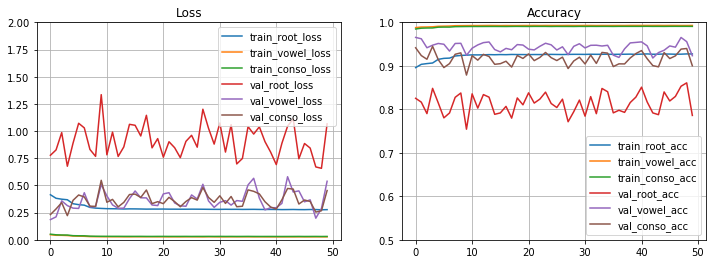 Loss
2.00
1.75
1.50
1.25
1.00
0.75
0.50
0.25
0.00
0 10 20 30 40 50
train_root_loss
train_vowel_loss
train_conso_loss
val_root_loss
val_vowel_loss
val_conso_loss
Accuracy
1.0
0.9
0.8
0.7
0.6
0.5
0 10 20 30 40 50
train_root_acc
train_vowel_acc
train_conso_acc
val_root_acc
val_vowel_acc
val_conso_acc